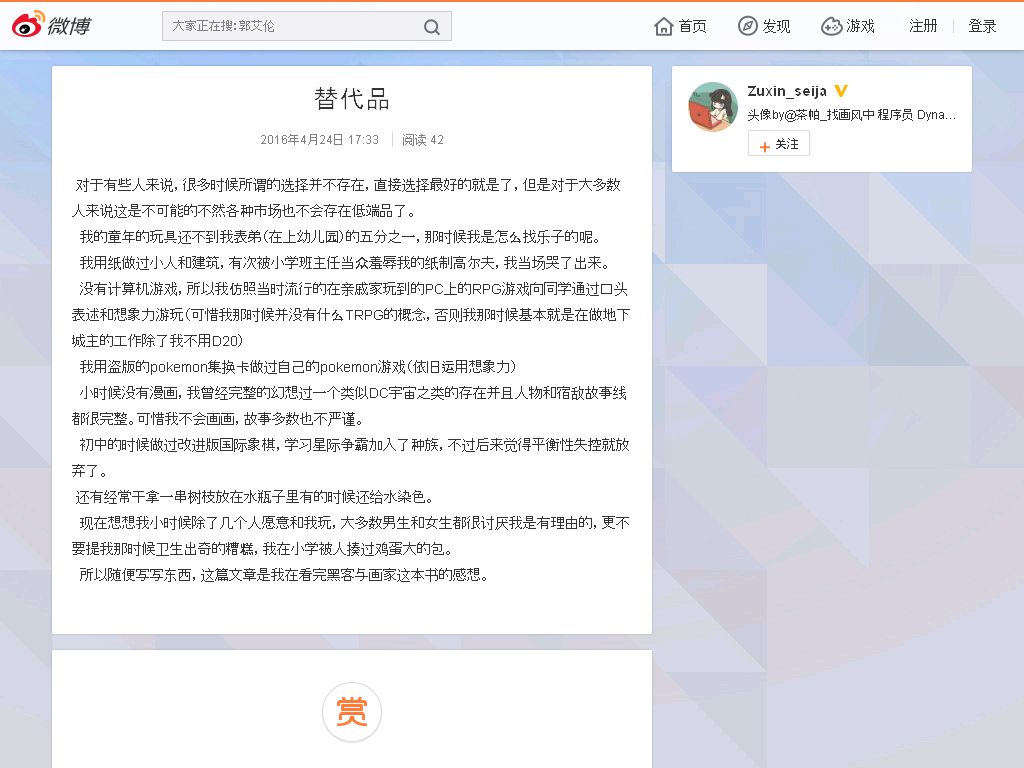 微博
大家正在搜:郭艾伦
首页
发现
游戏
注册
登录
替代品
2016年4月24日 17:33
阅读 42
对于有些人来说，很多时候所谓的选择并不存在，直接选择最好的就是了，但是对于大多数
人来说这是不可能的不然各种市场也不会存在低端品了。
我的童年的玩具还不到我表弟(在上幼儿园)的五分之一，那时候我是怎么找乐子的呢。
我用纸做过小人和建筑，有次被小学班主任当众羞辱我的纸制高尔夫，我当场哭了出来。
没有计算机游戏，所以我仿照当时流行的在亲戚家玩到的PC上的RPG游戏向同学通过口头
表述和想象力游玩(可惜我那时候并没有什么TRPG的概念，否则我那时候基本就是在做地下
城主的工作除了我不用D20)
我用盗版的pokemon集换卡做过自己的pokemon游戏(依旧运用想象力)
小时候没有漫画，我曾经完整的幻想过一个类似DC宇宙之类的存在并且人物和宿敌故事线
都很完整。可惜我不会画画，故事多数也不严谨。
初中的时候做过改进版国际象棋，学习星际争霸加入了种族，不过后来觉得平衡性失控就放
弃了。
还有经常干拿一串树枝放在水瓶子里有的时候还给水染色。
现在想想我小时候除了几个人愿意和我玩，大多数男生和女生都很讨厌我是有理由的，更不
要提我那时候卫生出奇的糟糕，我在小学被人揍过鸡蛋大的包。
所以随便写写东西，这篇文章是我在看完黑客与画家这本书的感想。
赏
Zuxin_seija
头像by@茶帕_找画风中 程序员 Dyna...
+ 关注